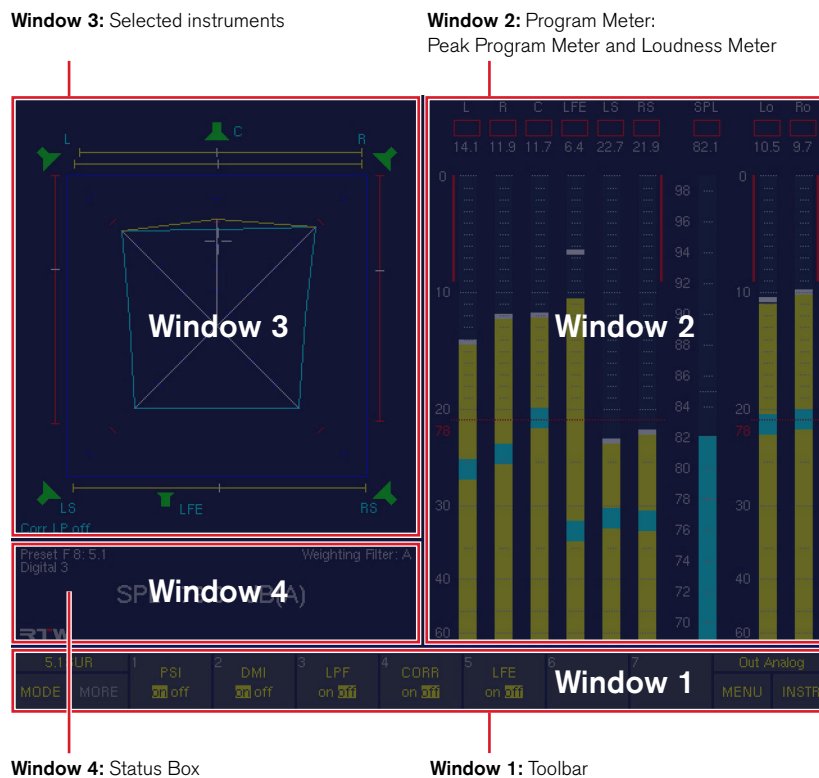 Window 3: Selected instruments
Window 2: Program Meter:
Peak Program Meter and Loudness Meter
L
C
R
Window 3
LS
LFE
RS
Corr LP off
L R C LFE LS RS SPL Lo Ro
14.1 11.9 11.7 6.4 22.7 21.9 82.1 10.5 9.7
0
10
20
78
30
40
60
98
96
94
92
90
88
86
84
82
80
78
76
74
72
70
0
10
20
78
30
40
60
Window 2
Preset F 8: 5.1
Weighting Filter: A
Digital 3
SPL
B(A)
Window 4
RTW
5.1 SUR
1 PSI
2 DMI
3 LPF
4 CORR
5 LFE
6
7
Out Analog
MODE MORE
on off
on off
on off
on off
on off
Window 1
MENU INSTR
Window 4: Status Box
Window 1: Toolbar